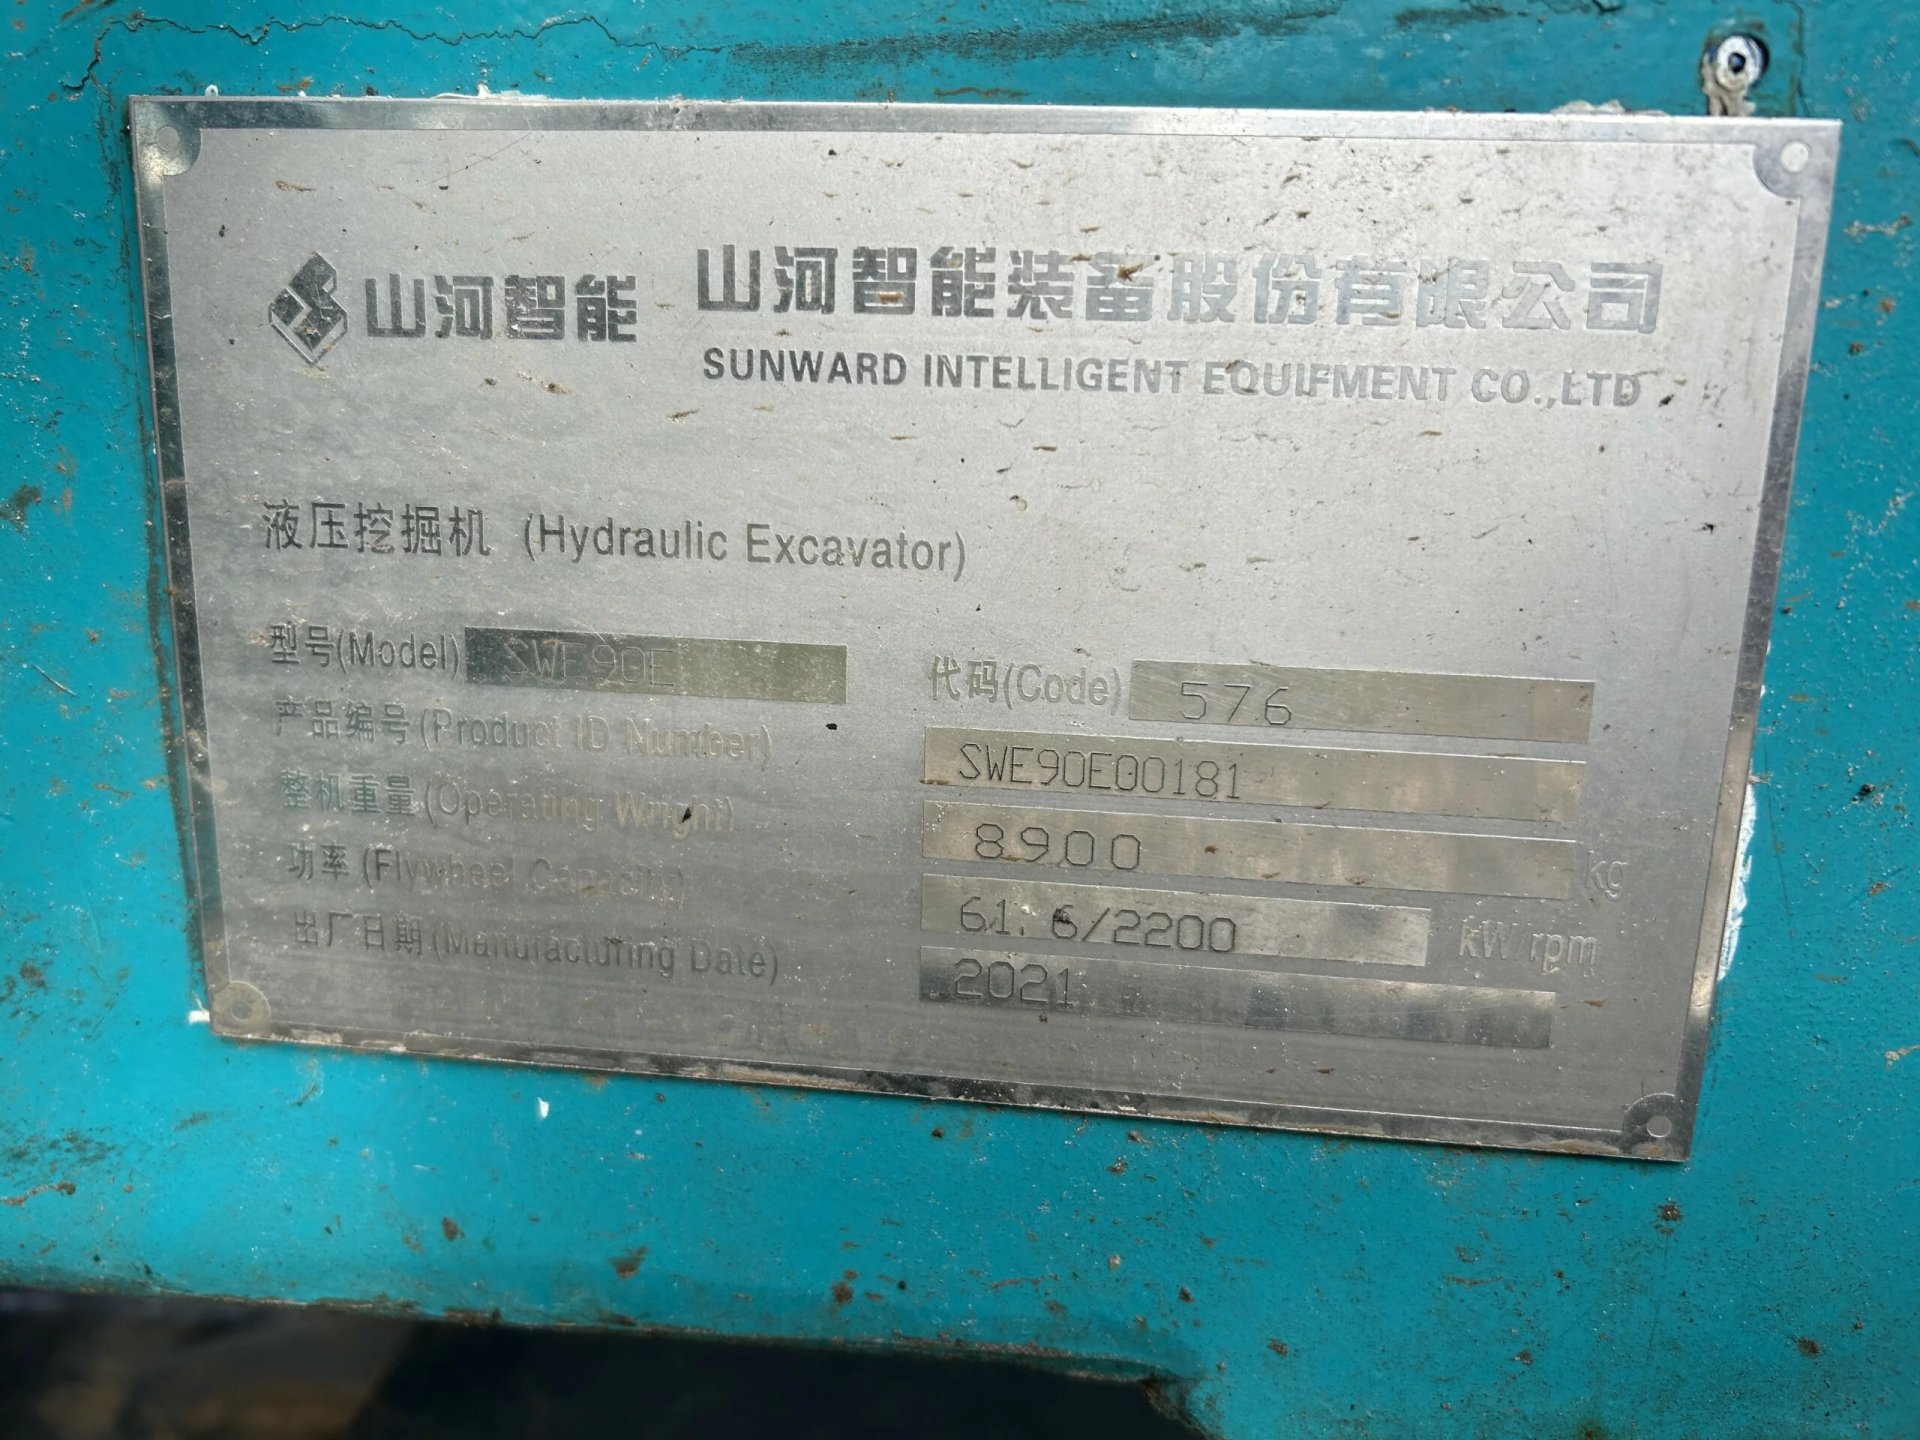 山河智能 山河智能装备股份有限公司
SUNWARD INTELLIGENT EQUIPMENT CO.,LTD
液压挖掘机 (Hydraulic Excavator)
型号(Model) SWE90E 代码(Code) 576
产品编号(Product ID Number) SWE90E00181
整机重量(Operating Wright) 8900 kg
功率(Flywheel Capacity) 61.6/2200 kW/rpm
出厂日期(Manufacturing Date) 2021